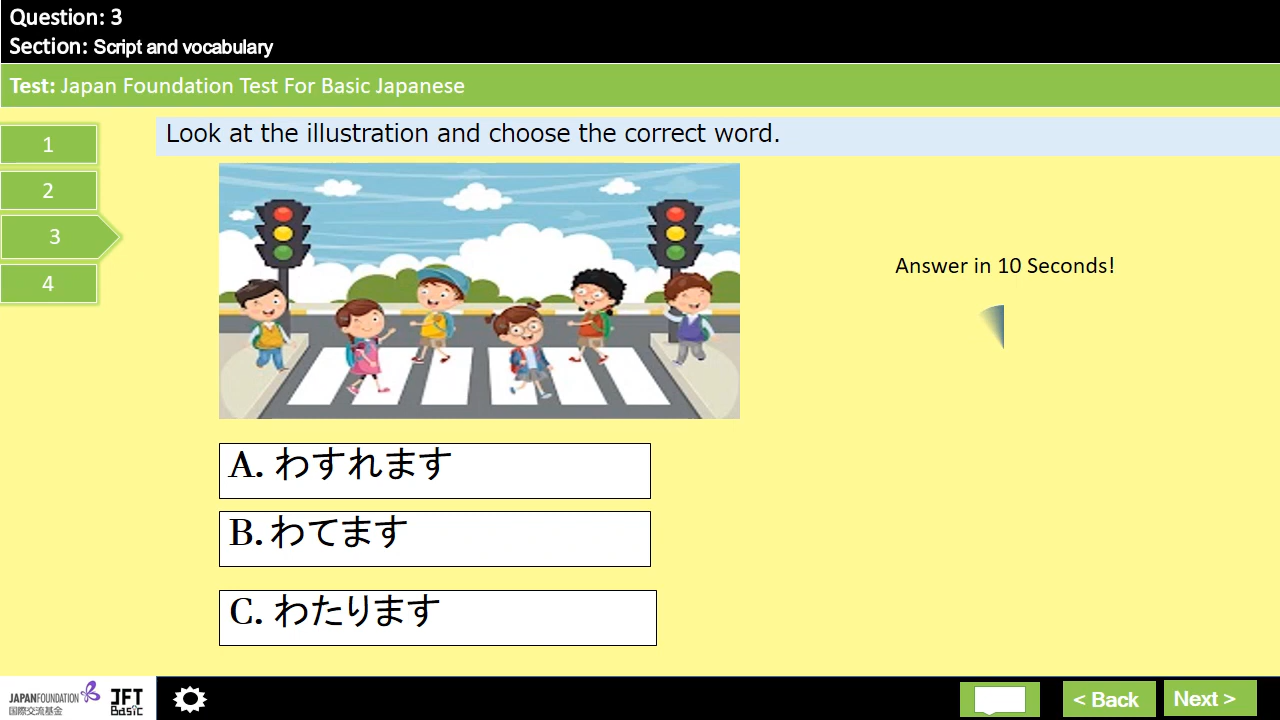 Question: 3
Section: Script and vocabulary
Test: Japan Foundation Test For Basic Japanese
1
2
3
4
Look at the illustration and choose the correct word.
Answer in 10 Seconds!
A. わすれます
B. わてます
C. わたります
JAPANFOUNDATION
国際交流基金
JFT
Basic
< Back
Next >